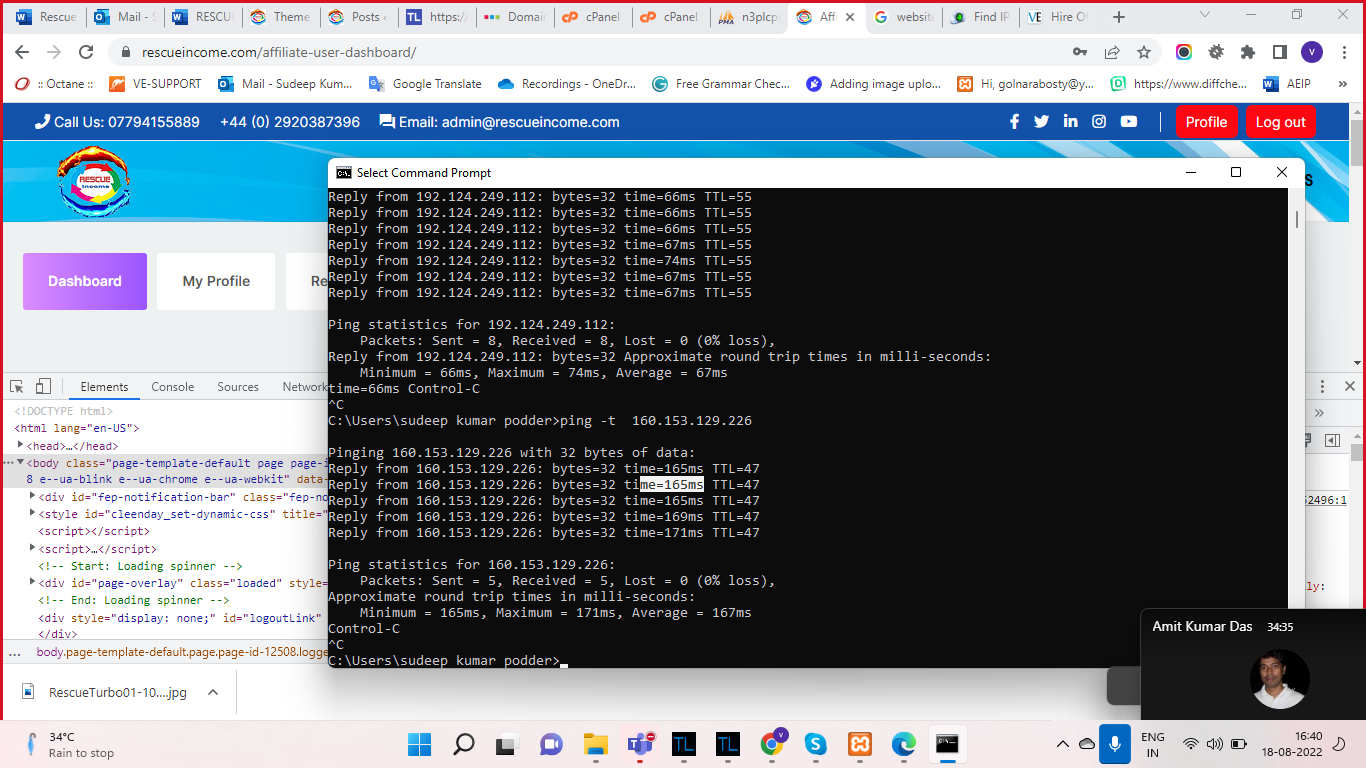 Rescue
Mail - S
RESCUE
Theme
Posts ‹
https:/
Domai
cPanel
cPanel
n3plcp
Affi
websit
Find IP
Hire O
rescueincome.com/affiliate-user-dashboard/
:: Octane ::
VE-SUPPORT
Mail - Sudeep Kum...
Google Translate
Recordings - OneDr...
Free Grammar Chec...
Adding image uplo...
Hi, golnarabosty@y...
https://www.diffche...
AEIP
»
Call Us: 07794155889
+44 (0) 2920387396
Email: admin@rescueincome.com
Profile
Log out
RESCUE
Income
S
Dashboard
My Profile
Re
Select Command Prompt
Reply from 192.124.249.112: bytes=32 time=66ms TTL=55
Reply from 192.124.249.112: bytes=32 time=66ms TTL=55
Reply from 192.124.249.112: bytes=32 time=66ms TTL=55
Reply from 192.124.249.112: bytes=32 time=67ms TTL=55
Reply from 192.124.249.112: bytes=32 time=74ms TTL=55
Reply from 192.124.249.112: bytes=32 time=67ms TTL=55
Reply from 192.124.249.112: bytes=32 time=67ms TTL=55
Ping statistics for 192.124.249.112:
Packets: Sent = 8, Received = 8, Lost = 0 (0% loss),
Reply from 192.124.249.112: bytes=32 Approximate round trip times in milli-seconds:
Minimum = 66ms, Maximum = 74ms, Average = 67ms
time=66ms Control-C
^C
C:\Users\sudeep kumar podder>ping -t  160.153.129.226
Pinging 160.153.129.226 with 32 bytes of data:
Reply from 160.153.129.226: bytes=32 time=165ms TTL=47
Reply from 160.153.129.226: bytes=32 time=165ms TTL=47
Reply from 160.153.129.226: bytes=32 time=165ms TTL=47
Reply from 160.153.129.226: bytes=32 time=169ms TTL=47
Reply from 160.153.129.226: bytes=32 time=171ms TTL=47
Ping statistics for 160.153.129.226:
Packets: Sent = 5, Received = 5, Lost = 0 (0% loss),
Approximate round trip times in milli-seconds:
Minimum = 165ms, Maximum = 171ms, Average = 167ms
Control-C
^C
C:\Users\sudeep kumar podder>
Elements
Console
Sources
Network
»
<!DOCTYPE html>
<html lang="en-US">
<head>…</head>
<body class="page-template-default page page-i
8 e--ua-blink e--ua-chrome e--ua-webkit" data-
<div id="fep-notification-bar" class="fep-no
<style id="cleenday_set-dynamic-css" title="
<script></script>
<script>…</script>
<!-- Start: Loading spinner -->
<div id="page-overlay" class="loaded" style=
<!-- End: Loading spinner -->
<div style="display: none;" id="logoutLink"
</div>
... body.page-template-default.page.page-id-12508.logge
52496:1
ly:
Amit Kumar Das 34:35
RescueTurbo01-10....jpg
34°C
Rain to stop
TL
TL
V
ENG
IN
16:40
18-08-2022